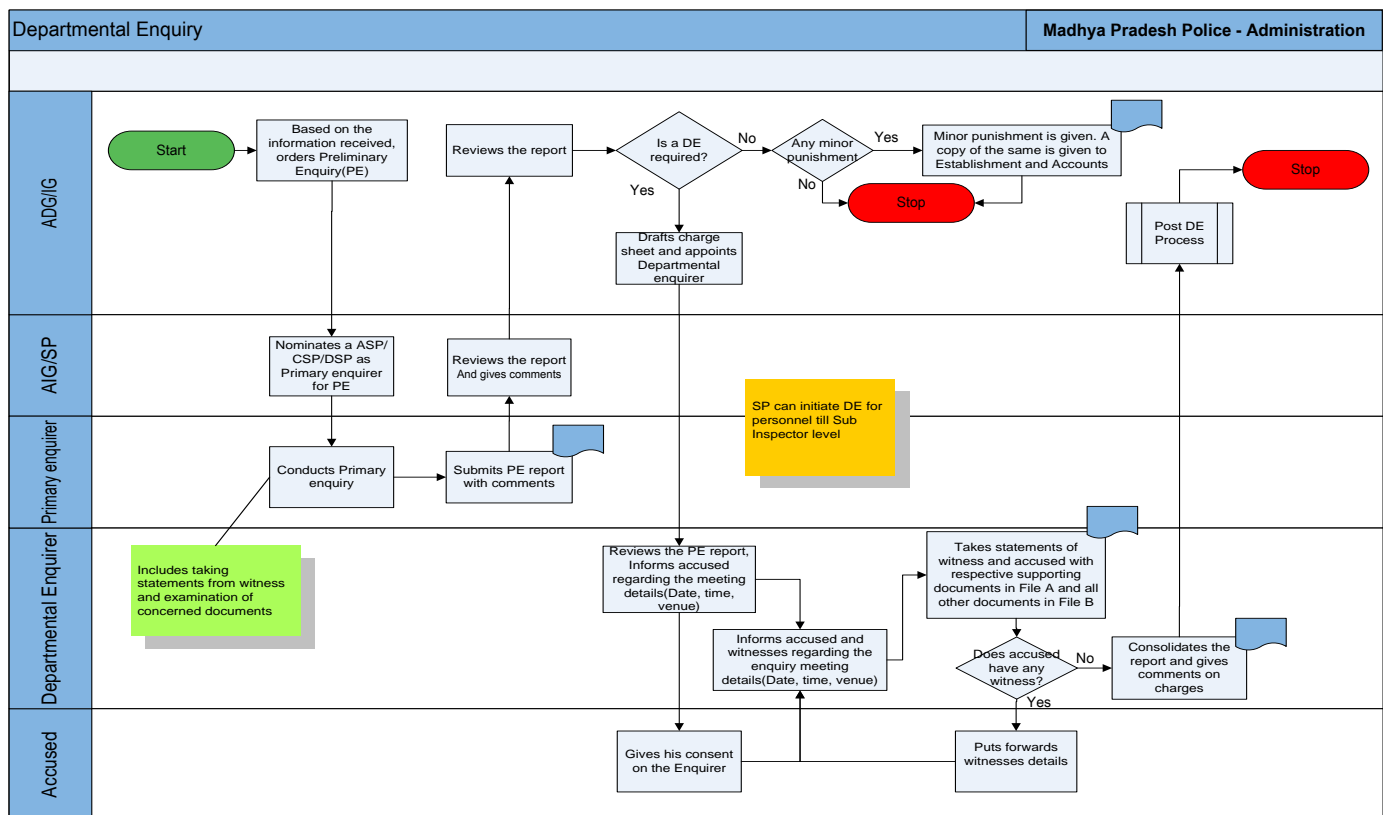 Departmental Enquiry
Madhya Pradesh Police - Administration
ADG/IG
Start
Based on the
information received,
orders Preliminary
Enquiry(PE)
Reviews the report
Is a DE
required?
No
Yes
Any minor
punishment
Yes
No
Minor punishment is given. A
copy of the same is given to
Establishment and Accounts
Stop
Stop
Drafts charge
sheet and appoints
Departmental
enquirer
Post DE
Process
AIG/SP
Nominates a ASP/
CSP/DSP as
Primary enquirer
for PE
Reviews the report
And gives comments
SP can initiate DE for
personnel till Sub
Inspector level
Primary enquirer
Conducts Primary
enquiry
Submits PE report
with comments
Departmental Enquirer
Includes taking
statements from witness
and examination of
concerned documents
Reviews the PE report,
Informs accused
regarding the meeting
details(Date, time,
venue)
Informs accused and
witnesses regarding the
enquiry meeting
details(Date, time, venue)
Takes statements of
witness and accused with
respective supporting
documents in File A and all
other documents in File B
Does accused
have any
witness?
No
Yes
Consolidates the
report and gives
comments on
charges
Accused
Gives his consent
on the Enquirer
Puts forwards
witnesses details